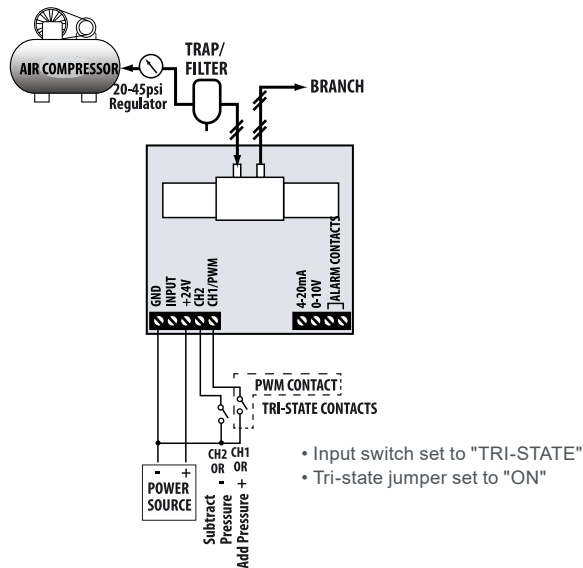 TRAP/
FILTER
AIR COMPRESSOR
20-45psi
Regulator
BRANCH
GND
INPUT
+24V
CH2
CH1/PWM
4-20mA
0-10V
ALARM CONTACTS
PWM CONTACT
TRI-STATE CONTACTS
- +
POWER
SOURCE
CH2
OR
-
Subtract
Pressure
CH1
OR
+
Add Pressure
• Input switch set to "TRI-STATE"
• Tri-state jumper set to "ON"